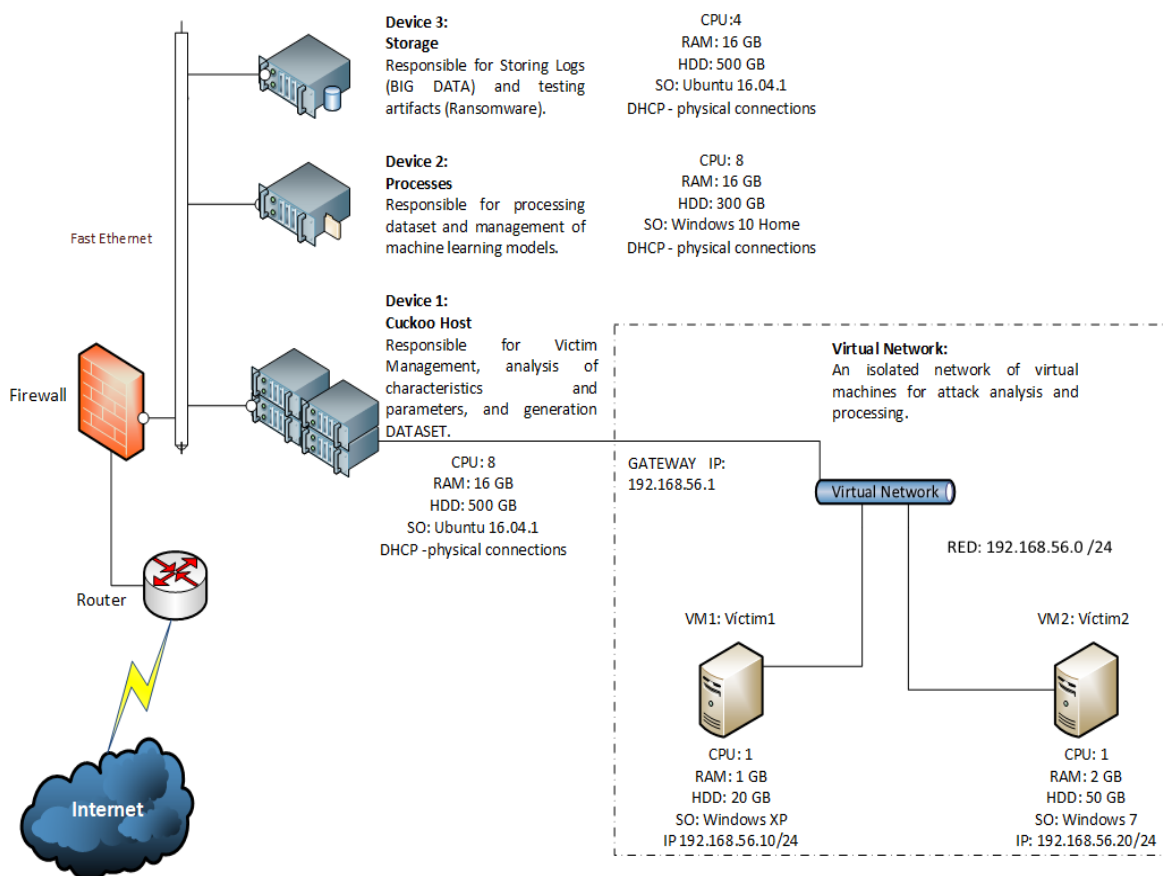 Device 3:
Storage
Responsible for Storing Logs
(BIG DATA) and testing
artifacts (Ransomware).
CPU:4
RAM: 16 GB
HDD: 500 GB
SO: Ubuntu 16.04.1
DHCP - physical connections
Device 2:
Processes
Responsible for processing
dataset and management of
machine learning models.
CPU: 8
RAM: 16 GB
HDD: 300 GB
SO: Windows 10 Home
DHCP - physical connections
Fast Ethernet
Device 1:
Cuckoo Host
Responsible for Victim
Management, analysis of
characteristics and
parameters, and generation
DATASET.
CPU: 8
RAM: 16 GB
HDD: 500 GB
SO: Ubuntu 16.04.1
DHCP -physical connections
Firewall
Router
Internet
Virtual Network:
An isolated network of virtual
machines for attack analysis and
processing.
GATEWAY IP:
192.168.56.1
Virtual Network
RED: 192.168.56.0 /24
VM1: Víctim1
CPU: 1
RAM: 1 GB
HDD: 20 GB
SO: Windows XP
IP 192.168.56.10/24
VM2: Víctim2
CPU: 1
RAM: 2 GB
HDD: 50 GB
SO: Windows 7
IP: 192.168.56.20/24